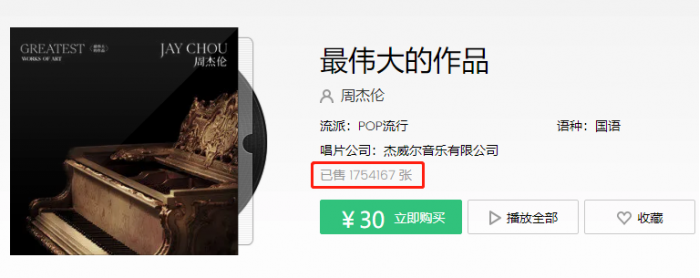 GREATEST 《最伟大的作品》
WORKS OF ART
JAY CHOU
周杰伦
最伟大的作品
周杰伦
流派：POP流行
语种：国语
唱片公司：杰威尔音乐有限公司
已售 1754167 张
¥30 立即购买
播放全部
收藏